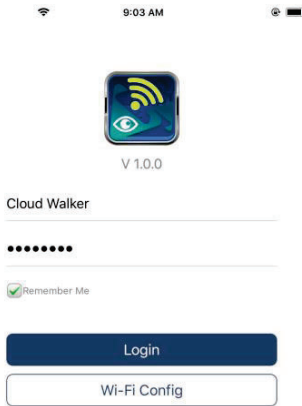 9:03 AM
V 1.0.0
Cloud Walker
••••••••
Remember Me
Login
Wi-Fi Config